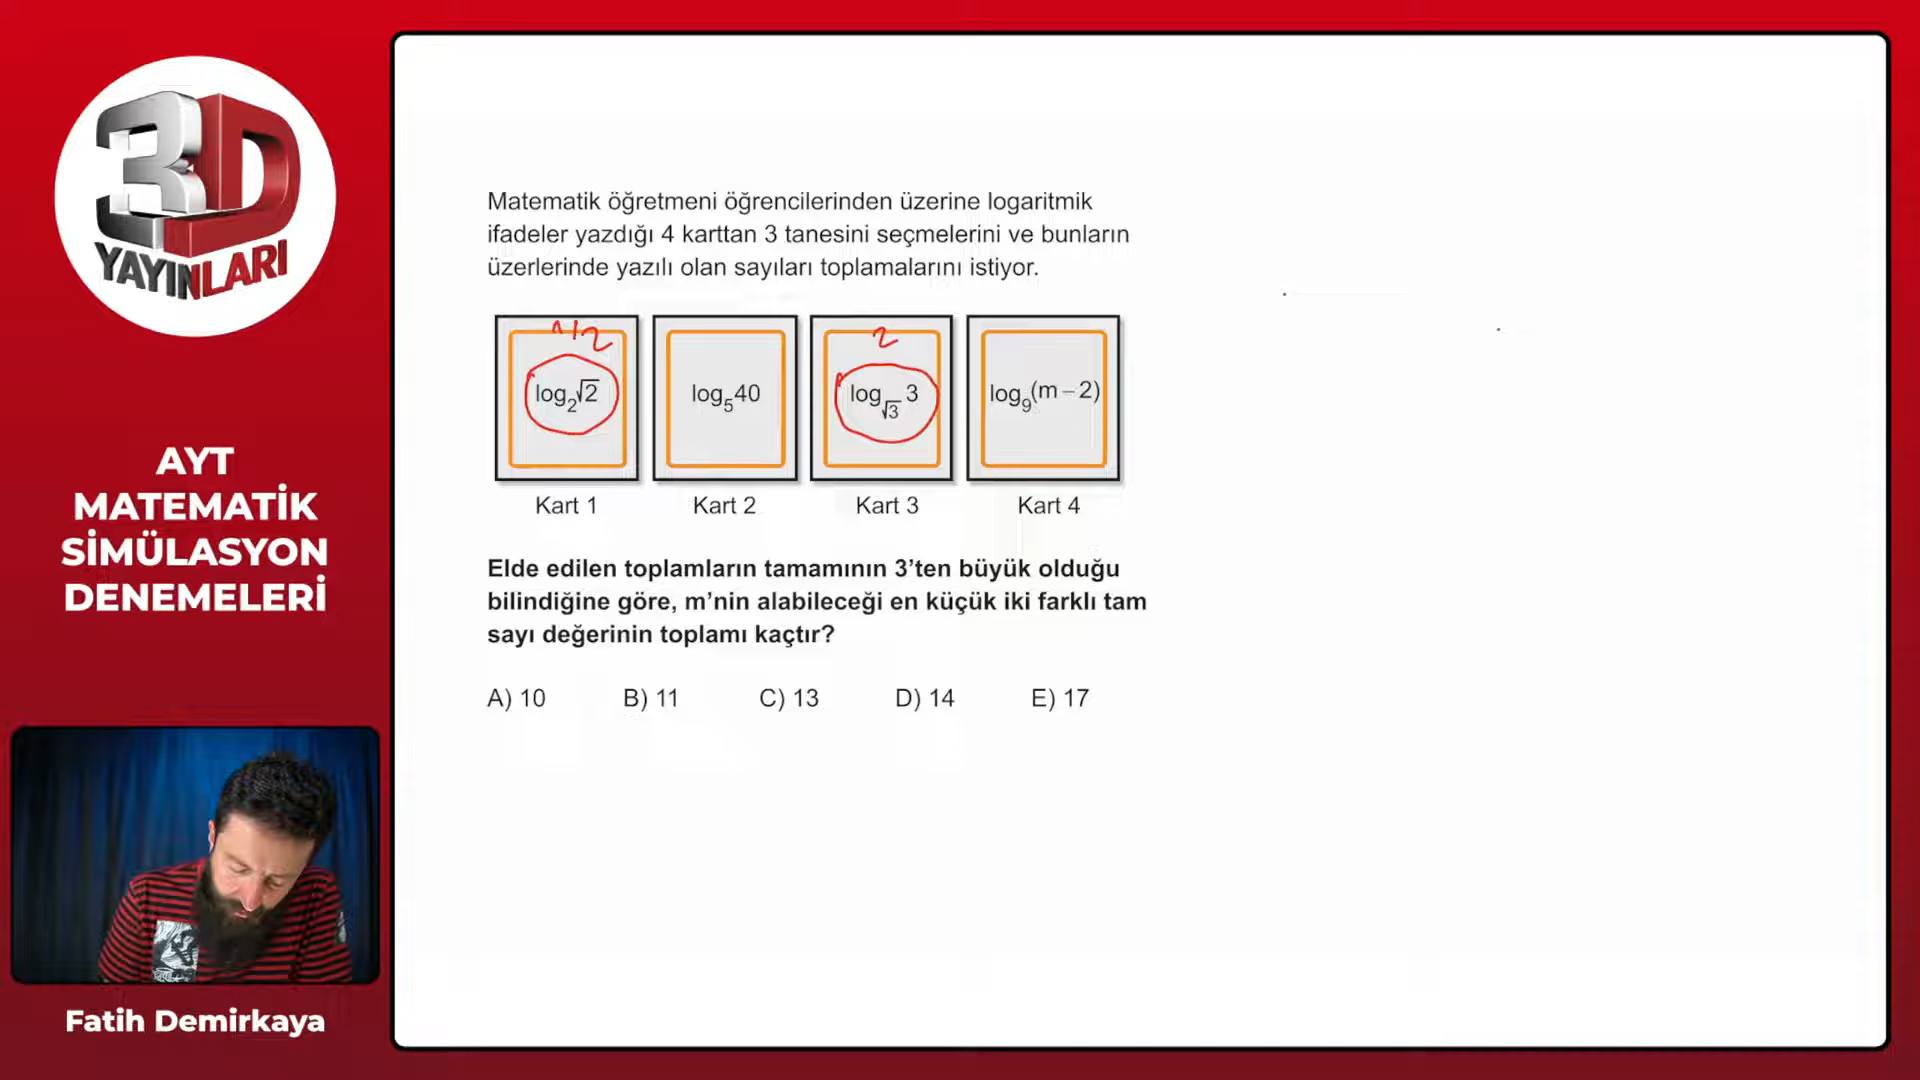 3D
YAYINLARI
AYT
MATEMATİK
SİMÜLASYON
DENEMELERİ
Fatih Demirkaya
Matematik öğretmeni öğrencilerinden üzerine logaritmik
ifadeler yazdığı 4 karttan 3 tanesini seçmelerini ve bunların
üzerlerinde yazılı olan sayıları toplamalarını istiyor.
1/2
2
log₂√2
log₅40
log_√3 3
log₉(m – 2)
Kart 1
Kart 2
Kart 3
Kart 4
Elde edilen toplamların tamamının 3’ten büyük olduğu
bilindiğine göre, m’nin alabileceği en küçük iki farklı tam
sayı değerinin toplamı kaçtır?
A) 10 B) 11 C) 13 D) 14 E) 17